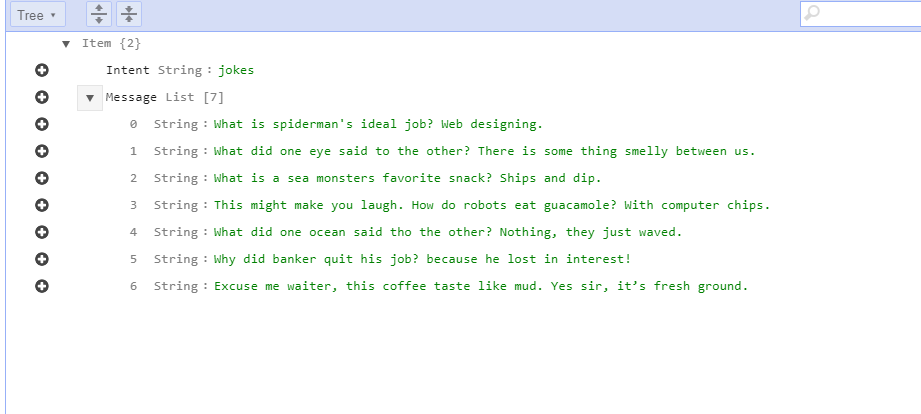 Tree
Item {2}
Intent String : jokes
Message List [7]
0 String : What is spiderman's ideal job? Web designing.
1 String : What did one eye said to the other? There is some thing smelly between us.
2 String : What is a sea monsters favorite snack? Ships and dip.
3 String : This might make you laugh. How do robots eat guacamole? With computer chips.
4 String : What did one ocean said tho the other? Nothing, they just waved.
5 String : Why did banker quit his job? because he lost in interest!
6 String : Excuse me waiter, this coffee taste like mud. Yes sir, it’s fresh ground.